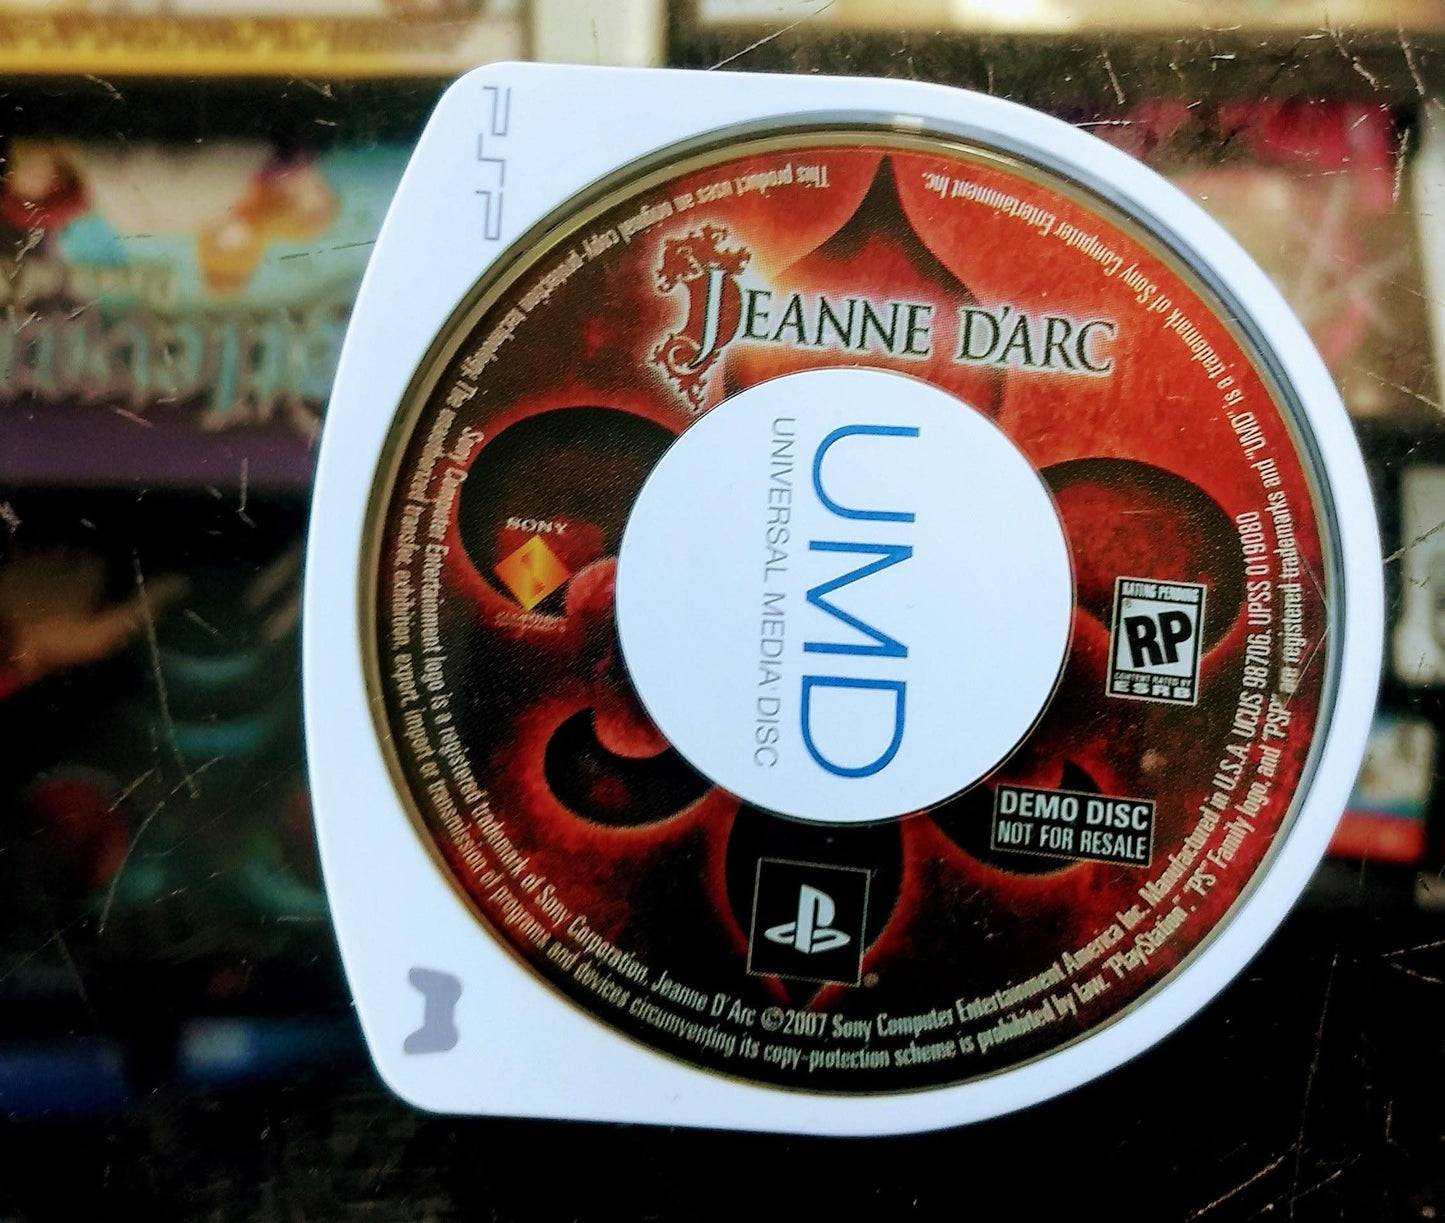 PSP
JEANNE D'ARC
UMD
UNIVERSAL MEDIA DISC
SONY
COMPUTER
ENTERTAINMENT
RATING PENDING
RP
CONTENT RATED BY
ESRB
DEMO DISC
NOT FOR RESALE
Sony Computer Entertainment logo is a registered trademark of Sony Corporation. Jeanne D'Arc ©2007 Sony Computer Entertainment America Inc. Manufactured in U.S.A. UCUS 98706. UPSS 019080
This product uses an original copy protection technology. The unauthorized transfer, exhibition, export, import or transmission of programs and devices circumventing its copy-protection scheme is prohibited by law. "PlayStation", "PS" Family logo, and "PSP" are registered trademarks and "UMD" is a trademark of Sony Computer Entertainment Inc.